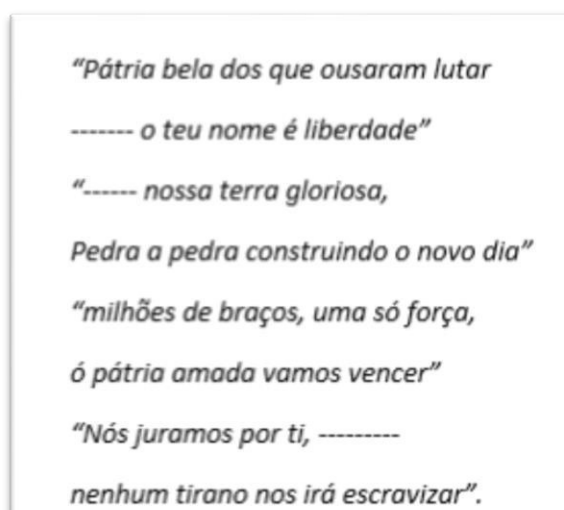 “Pátria bela dos que ousaram lutar
------- o teu nome é liberdade”
“------ nossa terra gloriosa,
Pedra a pedra construindo o novo dia”
“milhões de braços, uma só força,
ó pátria amada vamos vencer”
“Nós juramos por ti, ---------
nenhum tirano nos irá escravizar”.